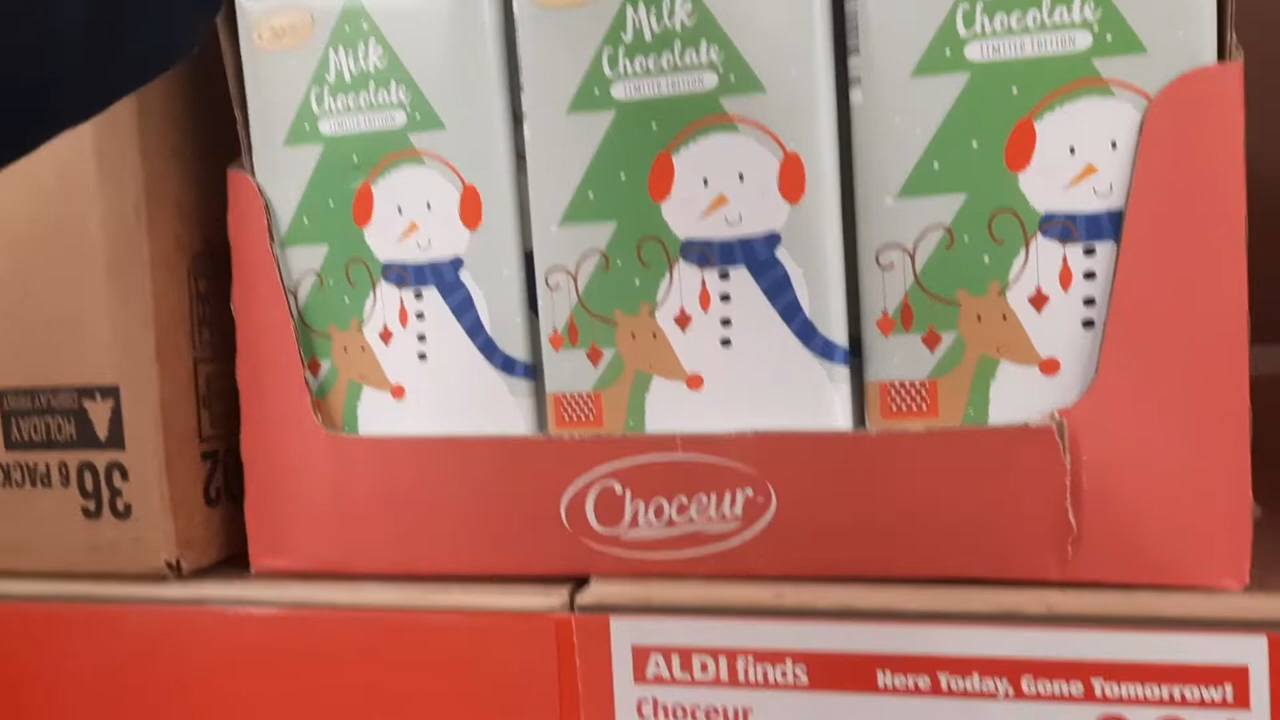 Milk
Chocolate
LIMITED EDITION
Milk
Chocolate
LIMITED EDITION
Chocolate
LIMITED EDITION
HOLIDAY
DISPLAY
36 6 PACK
Choceur
ALDI finds
Here Today, Gone Tomorrow!
Choceur